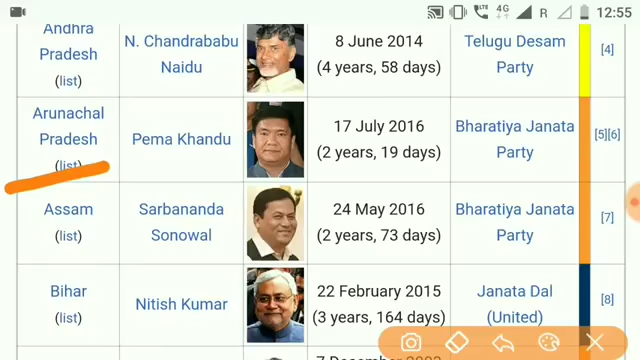 4G R 12:55
Andhra
Pradesh
(list)
N. Chandrababu
Naidu
8 June 2014
(4 years, 58 days)
Telugu Desam
Party
[4]
Arunachal
Pradesh
(list)
Pema Khandu
17 July 2016
(2 years, 19 days)
Bharatiya Janata
Party
[5][6]
Assam
(list)
Sarbananda
Sonowal
24 May 2016
(2 years, 73 days)
Bharatiya Janata
Party
[7]
Bihar
(list)
Nitish Kumar
22 February 2015
(3 years, 164 days)
Janata Dal
(United)
[8]